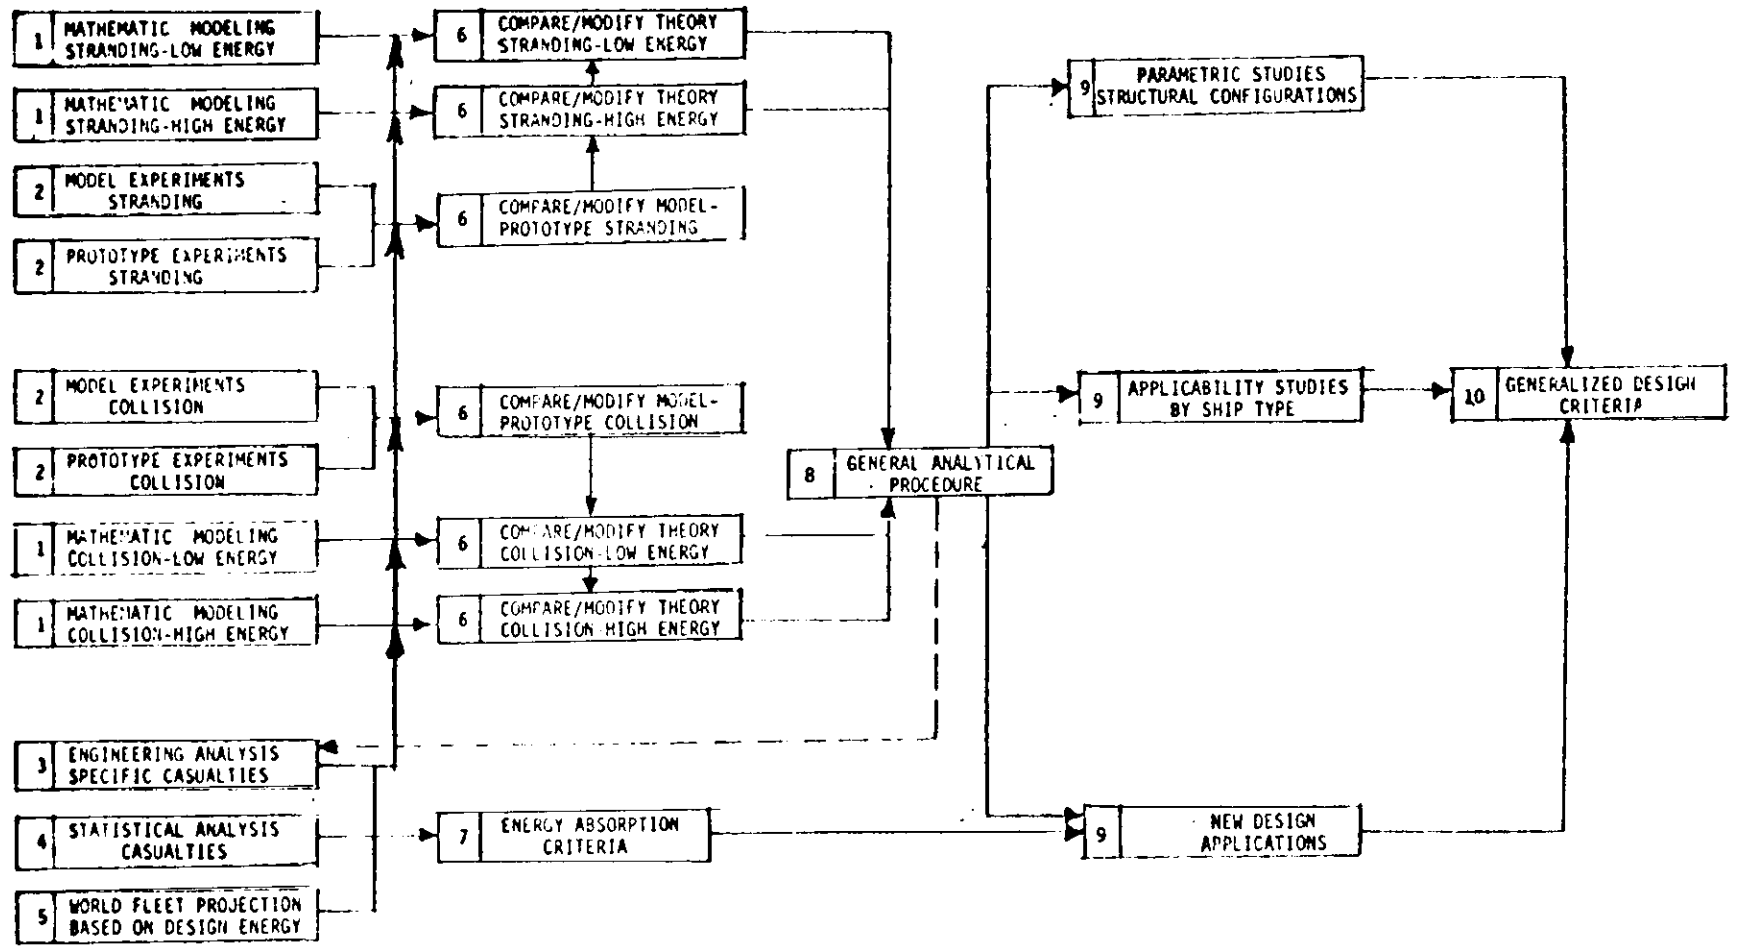 1 MATHEMATIC MODELING
STRANDING-LOW ENERGY
1 MATHEMATIC MODELING
STRANDING-HIGH ENERGY
2 MODEL EXPERIMENTS
STRANDING
2 PROTOTYPE EXPERIMENTS
STRANDING
2 MODEL EXPERIMENTS
COLLISION
2 PROTOTYPE EXPERIMENTS
COLLISION
1 MATHEMATIC MODELING
COLLISION-LOW ENERGY
1 MATHEMATIC MODELING
COLLISION-HIGH ENERGY
3 ENGINEERING ANALYSIS
SPECIFIC CASUALTIES
4 STATISTICAL ANALYSIS
CASUALTIES
5 WORLD FLEET PROJECTION
BASED ON DESIGN ENERGY
6 COMPARE/MODIFY THEORY
STRANDING-LOW ENERGY
6 COMPARE/MODIFY THEORY
STRANDING-HIGH ENERGY
6 COMPARE/MODIFY MODEL-
PROTOTYPE STRANDING
6 COMPARE/MODIFY MODEL-
PROTOTYPE COLLISION
6 COMPARE/MODIFY THEORY
COLLISION-LOW ENERGY
6 COMPARE/MODIFY THEORY
COLLISION-HIGH ENERGY
7 ENERGY ABSORPTION
CRITERIA
8 GENERAL ANALYTICAL
PROCEDURE
9 PARAMETRIC STUDIES
STRUCTURAL CONFIGURATIONS
9 APPLICABILITY STUDIES
BY SHIP TYPE
9 NEW DESIGN
APPLICATIONS
10 GENERALIZED DESIGN
CRITERIA